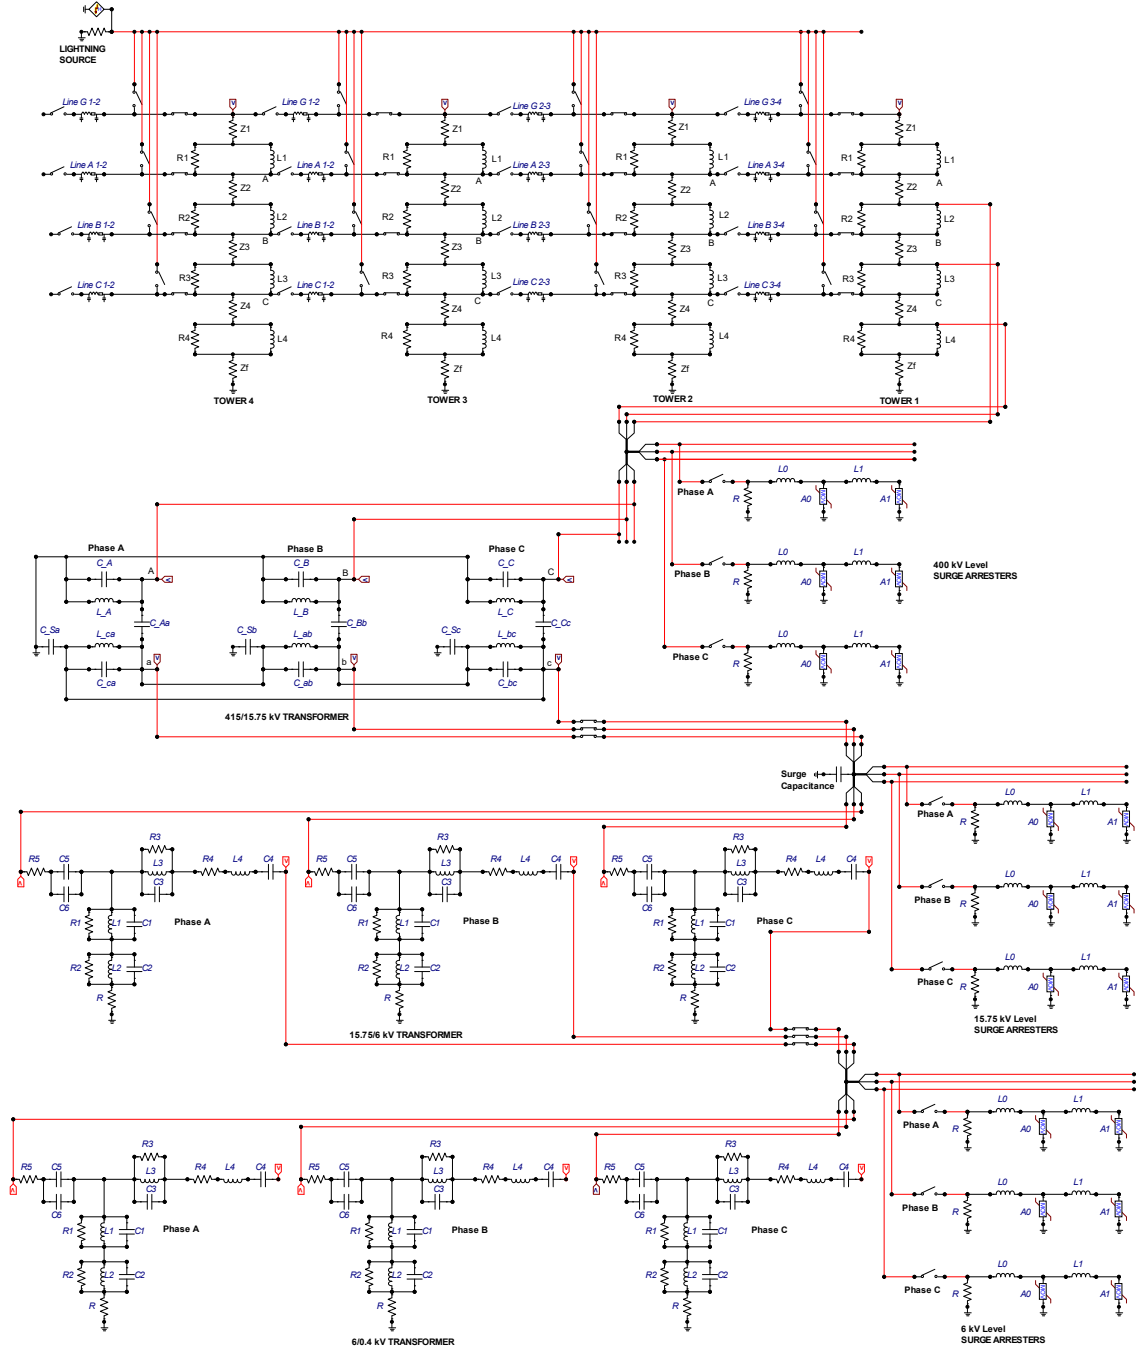 LIGHTNING
SOURCE
Line G 1-2 Line G 1-2 Line G 2-3 Line G 3-4
Z1 Z1 Z1 Z1
R1 L1 R1 L1 R1 L1 R1 L1
Line A 1-2 A Line A 1-2 A Line A 2-3 A Line A 3-4 A
Z2 Z2 Z2 Z2
R2 L2 R2 L2 R2 L2 R2 L2
Line B 1-2 B Line B 1-2 B Line B 2-3 B Line B 3-4 B
Z3 Z3 Z3 Z3
R3 L3 R3 L3 R3 L3 R3 L3
Line C 1-2 C Line C 1-2 C Line C 2-3 C Line C 3-4 C
Z4 Z4 Z4 Z4
R4 L4 R4 L4 R4 L4 R4 L4
Zf Zf Zf Zf
TOWER 4 TOWER 3 TOWER 2 TOWER 1
L0 L1
Phase A R A0 A1
L0 L1
Phase B R A0 A1
400 kV Level
SURGE ARRESTERS
L0 L1
Phase C R A0 A1
Phase A Phase B Phase C
C_A C_B C_C
A B C
L_A L_B L_C
C_Aa C_Bb C_Cc
C_Sa L_ca C_Sb L_ab C_Sc L_bc
a b c
C_ca C_ab C_bc
415/15.75 kV TRANSFORMER
Surge
Capacitance
L0 L1
Phase A R A0 A1
L0 L1
Phase B R A0 A1
L0 L1
Phase C R A0 A1
15.75 kV Level
SURGE ARRESTERS
R3 R3 R3
R5 C5 L3 R4 L4 C4 R5 C5 L3 R4 L4 C4 R5 C5 L3 R4 L4 C4
C6 C3 C6 C3 C6 C3
R1 L1 C1 Phase A R1 L1 C1 Phase B R1 L1 C1 Phase C
R2 L2 C2 R2 L2 C2 R2 L2 C2
R R R
15.75/6 kV TRANSFORMER
L0 L1
Phase A R A0 A1
L0 L1
Phase B R A0 A1
L0 L1
Phase C R A0 A1
6 kV Level
SURGE ARRESTERS
R3 R3 R3
R5 C5 L3 R4 L4 C4 R5 C5 L3 R4 L4 C4 R5 C5 L3 R4 L4 C4
C6 C3 C6 C3 C6 C3
R1 L1 C1 Phase A R1 L1 C1 Phase B R1 L1 C1 Phase C
R2 L2 C2 R2 L2 C2 R2 L2 C2
R R R
6/0.4 kV TRANSFORMER